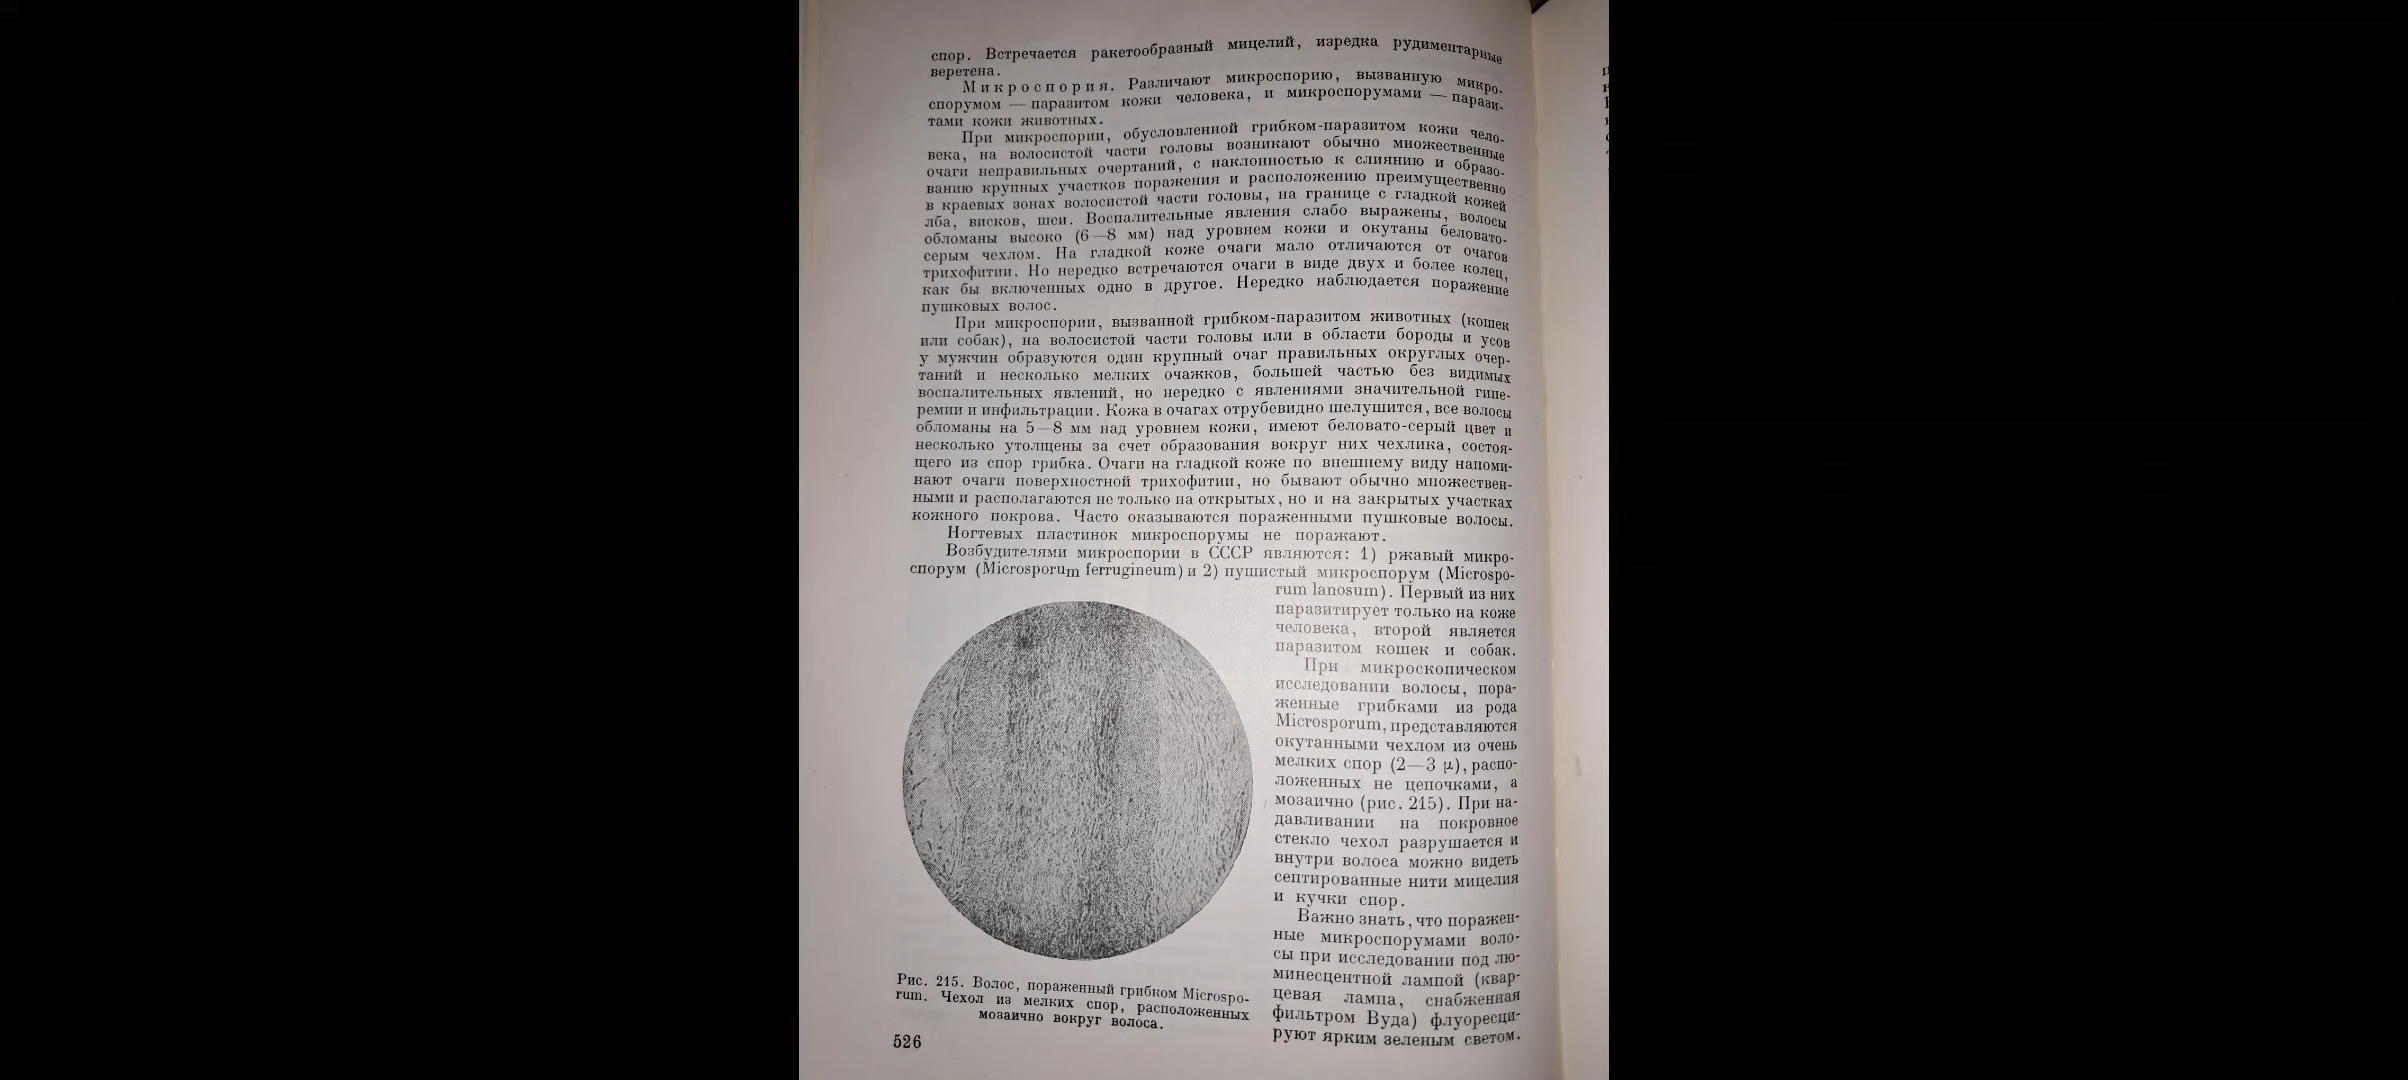 спор. Встречается ракетообразный мицелий, изредка рудиментарные
веретена.
Микроспория. Различают микроспорию, вызванную микро-
спорумом — паразитом кожи человека, и микроспорумами — парази-
тами кожи животных.
При микроспории, обусловленной грибком-паразитом кожи чело-
века, на волосистой части головы возникают обычно множественные
очаги неправильных очертаний, с наклонностью к слиянию и образо-
ванию крупных участков поражения и расположению преимущественно
в краевых зонах волосистой части головы, на границе с гладкой кожей
лба, висков, шеи. Воспалительные явления слабо выражены, волосы
обломаны высоко (6—8 мм) над уровнем кожи и окутаны беловато-
серым чехлом. На гладкой коже очаги мало отличаются от очагов
трихофитии. Но нередко встречаются очаги в виде двух и более колец,
как бы включенных одно в другое. Нередко наблюдается поражение
пушковых волос.
При микроспории, вызванной грибком-паразитом животных (кошек
или собак), на волосистой части головы или в области бороды и усов
у мужчин образуются один крупный очаг правильных округлых очер-
таний и несколько мелких очажков, большей частью без видимых
воспалительных явлений, но нередко с явлениями значительной гипе-
ремии и инфильтрации. Кожа в очагах отрубевидно шелушится, все волосы
обломаны на 5—8 мм над уровнем кожи, имеют беловато-серый цвет и
несколько утолщены за счет образования вокруг них чехлика, состоя-
щего из спор грибка. Очаги на гладкой коже по внешнему виду напоми-
нают очаги поверхностной трихофитии, но бывают обычно множествен-
ными и располагаются не только на открытых, но и на закрытых участках
кожного покрова. Часто оказываются пораженными пушковые волосы.
Ногтевых пластинок микроспорумы не поражают.
Возбудителями микроспории в СССР являются: 1) ржавый микро-
спорум (Microsporum ferrugineum) и 2) пушистый микроспорум (Microspo-
rum lanosum). Первый из них
паразитирует только на коже
человека, второй является
паразитом кошек и собак.
При микроскопическом
исследовании волосы, пора-
женные грибками из рода
Microsporum, представляются
окутанными чехлом из очень
мелких спор (2—3 μ), распо-
ложенных не цепочками, а
мозаично (рис. 215). При на-
давливании на покровное
стекло чехол разрушается и
внутри волоса можно видеть
септированные нити мицелия
и кучки спор.
Важно знать, что поражен-
ные микроспорумами воло-
сы при исследовании под лю-
минесцентной лампой (квар-
цевая лампа, снабженная
фильтром Вуда) флуоресци-
руют ярким зеленым светом.
Рис. 215. Волос, пораженный грибком Microspo-
rum. Чехол из мелких спор, расположенных
мозаично вокруг волоса.
526